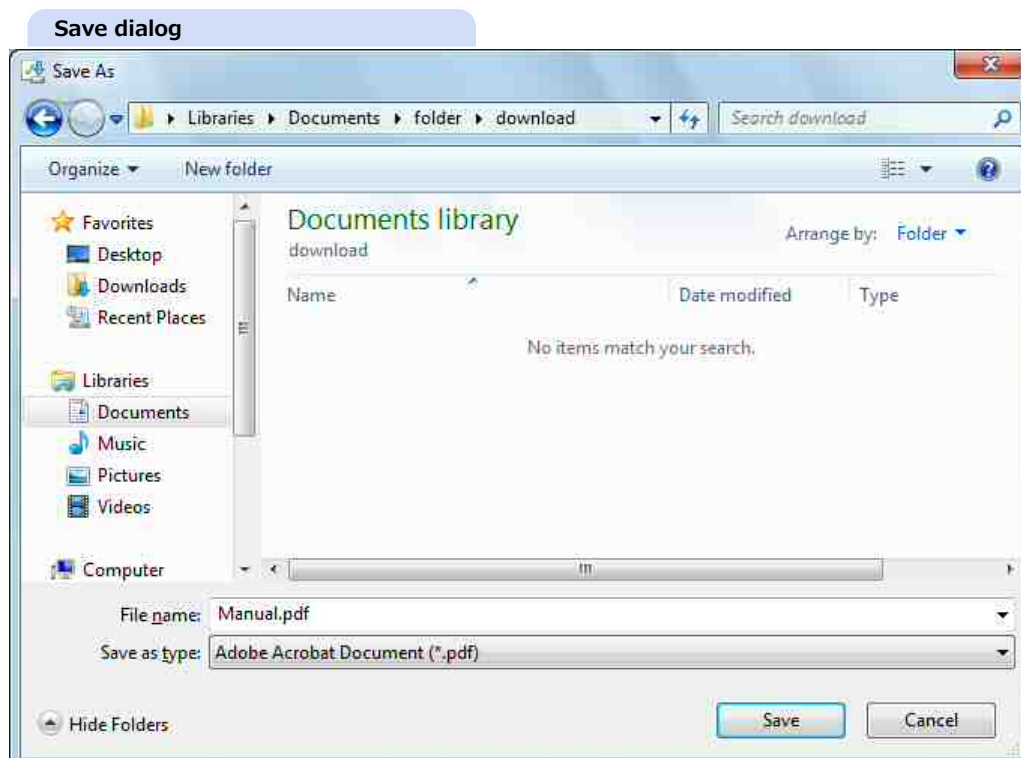 Save dialog
Save As
Libraries Documents folder download Search download
Organize New folder
Favorites
Desktop
Downloads
Recent Places
Libraries
Documents
Music
Pictures
Videos
Computer
Documents library
download
Arrange by: Folder
Name Date modified Type
No items match your search.
File name: Manual.pdf
Save as type: Adobe Acrobat Document (*.pdf)
Hide Folders Save Cancel